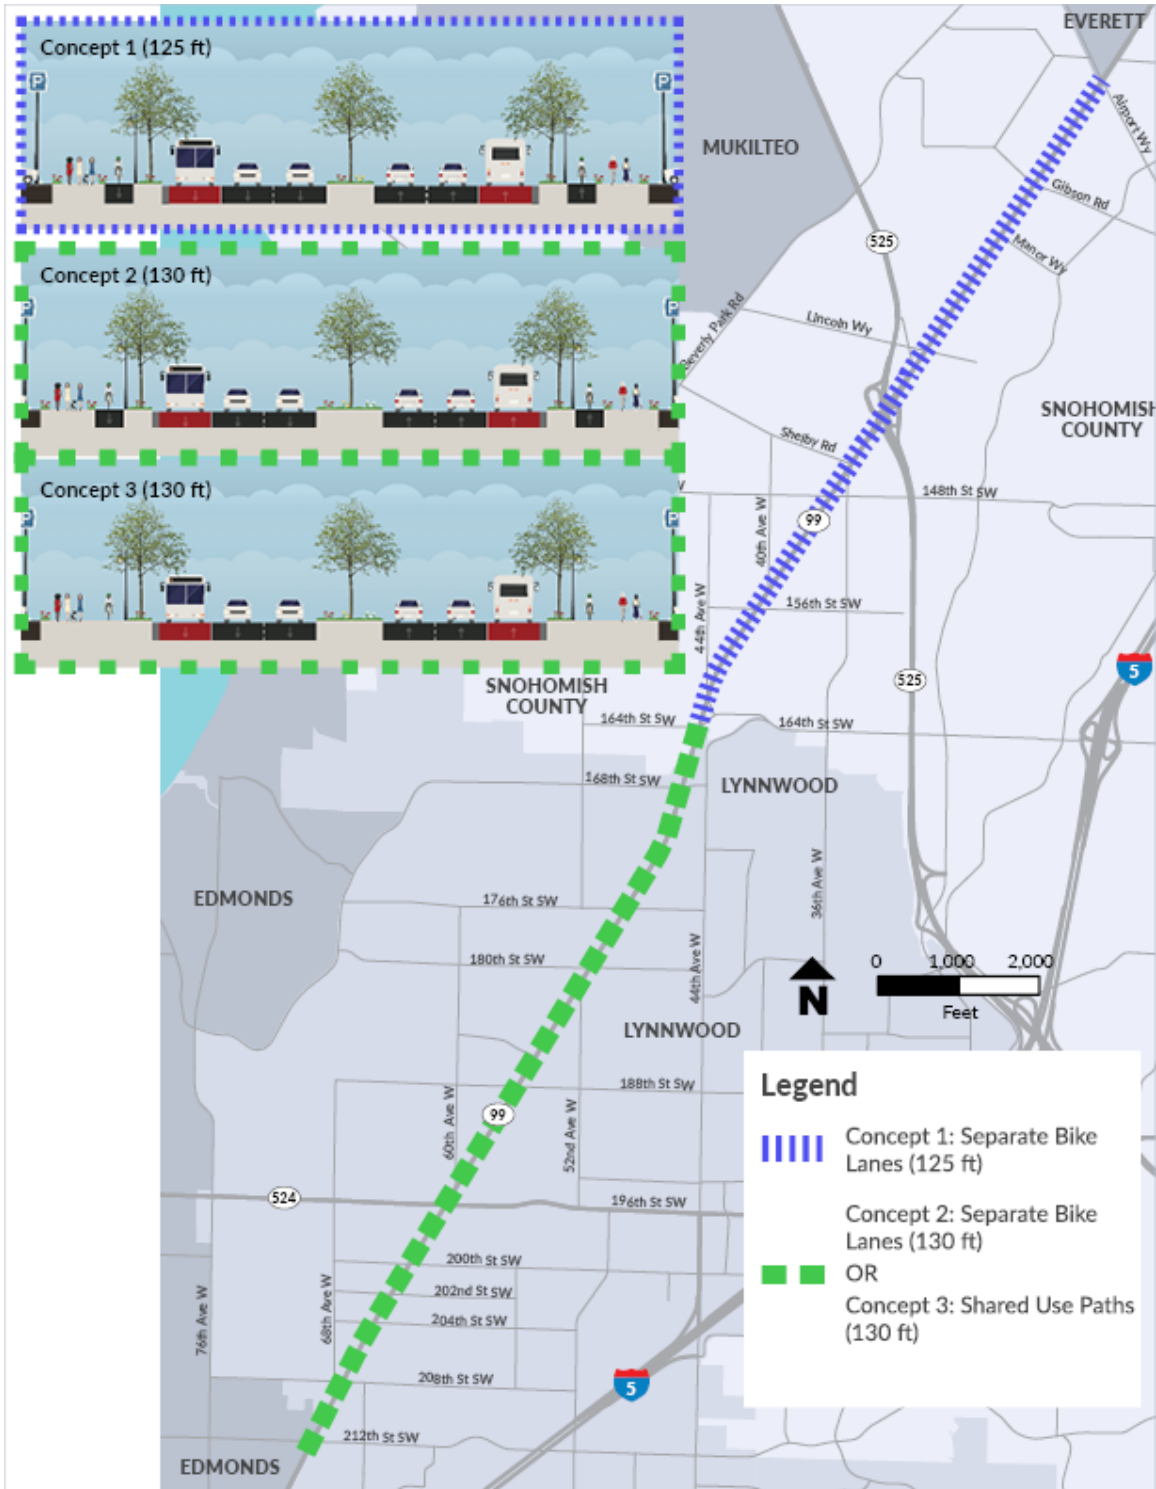 EVERETT
Concept 1 (125 ft)
P
P
Airport Wy
MUKILTEO
Gibson Rd
525
Manor Wy
Concept 2 (130 ft)
Beverly Park Rd
Lincoln Wy
SNOHOMISH
COUNTY
Shelby Rd
Concept 3 (130 ft)
148th St SW
99
40th Ave W
44th Ave W
156th St SW
5
525
SNOHOMISH
COUNTY
164th St SW
164th St SW
168th St SW
LYNNWOOD
36th Ave W
EDMONDS
176th St SW
180th St SW
44th Ave W
N
0 1,000 2,000
Feet
LYNNWOOD
188th St SW
60th Ave W
99
52nd Ave W
524
196th St SW
200th St SW
202nd St SW
204th St SW
76th Ave W
68th Ave W
208th St SW
5
212th St SW
EDMONDS
Legend
Concept 1: Separate Bike
Lanes (125 ft)
Concept 2: Separate Bike
Lanes (130 ft)
OR
Concept 3: Shared Use Paths
(130 ft)